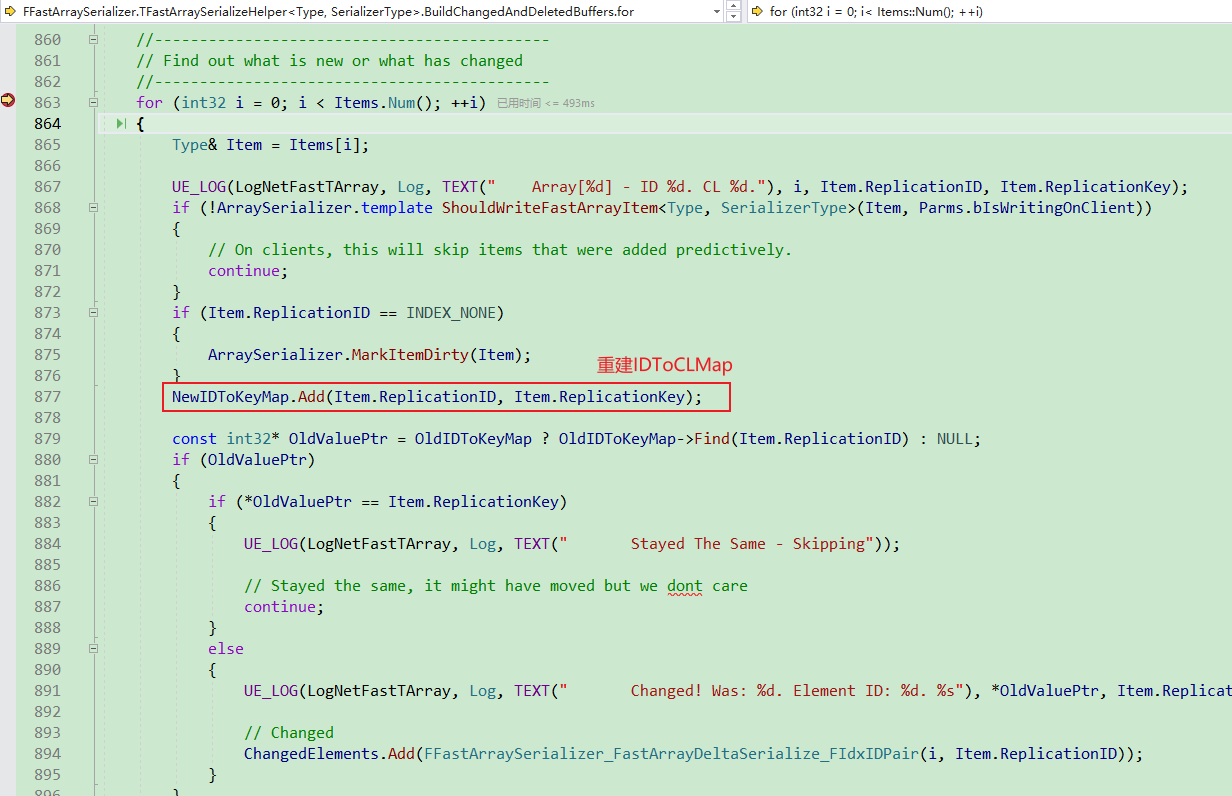 FFastArraySerializer.TFastArraySerializeHelper<Type, SerializerType>.BuildChangedAndDeletedBuffers.for
for (int32 i = 0; i< Items::Num(); ++i)
860 //--------------------------------------------
861 // Find out what is new or what has changed
862 //--------------------------------------------
863 for (int32 i = 0; i < Items.Num(); ++i) 已用时间 <= 493ms
864 {
865 Type& Item = Items[i];
866
867 UE_LOG(LogNetFastTArray, Log, TEXT("    Array[%d] - ID %d. CL %d."), i, Item.ReplicationID, Item.ReplicationKey);
868 if (!ArraySerializer.template ShouldWriteFastArrayItem<Type, SerializerType>(Item, Parms.bIsWritingOnClient))
869 {
870 // On clients, this will skip items that were added predictively.
871 continue;
872 }
873 if (Item.ReplicationID == INDEX_NONE)
874 {
875 ArraySerializer.MarkItemDirty(Item);
重建IDToCLMap
876 }
877 NewIDToKeyMap.Add(Item.ReplicationID, Item.ReplicationKey);
878
879 const int32* OldValuePtr = OldIDToKeyMap ? OldIDToKeyMap->Find(Item.ReplicationID) : NULL;
880 if (OldValuePtr)
881 {
882 if (*OldValuePtr == Item.ReplicationKey)
883 {
884 UE_LOG(LogNetFastTArray, Log, TEXT("       Stayed The Same - Skipping"));
885
886 // Stayed the same, it might have moved but we dont care
887 continue;
888 }
889 else
890 {
891 UE_LOG(LogNetFastTArray, Log, TEXT("       Changed! Was: %d. Element ID: %d. %s"), *OldValuePtr, Item.Replicat
892
893 // Changed
894 ChangedElements.Add(FFastArraySerializer_FastArrayDeltaSerialize_FIdxIDPair(i, Item.ReplicationID));
895 }